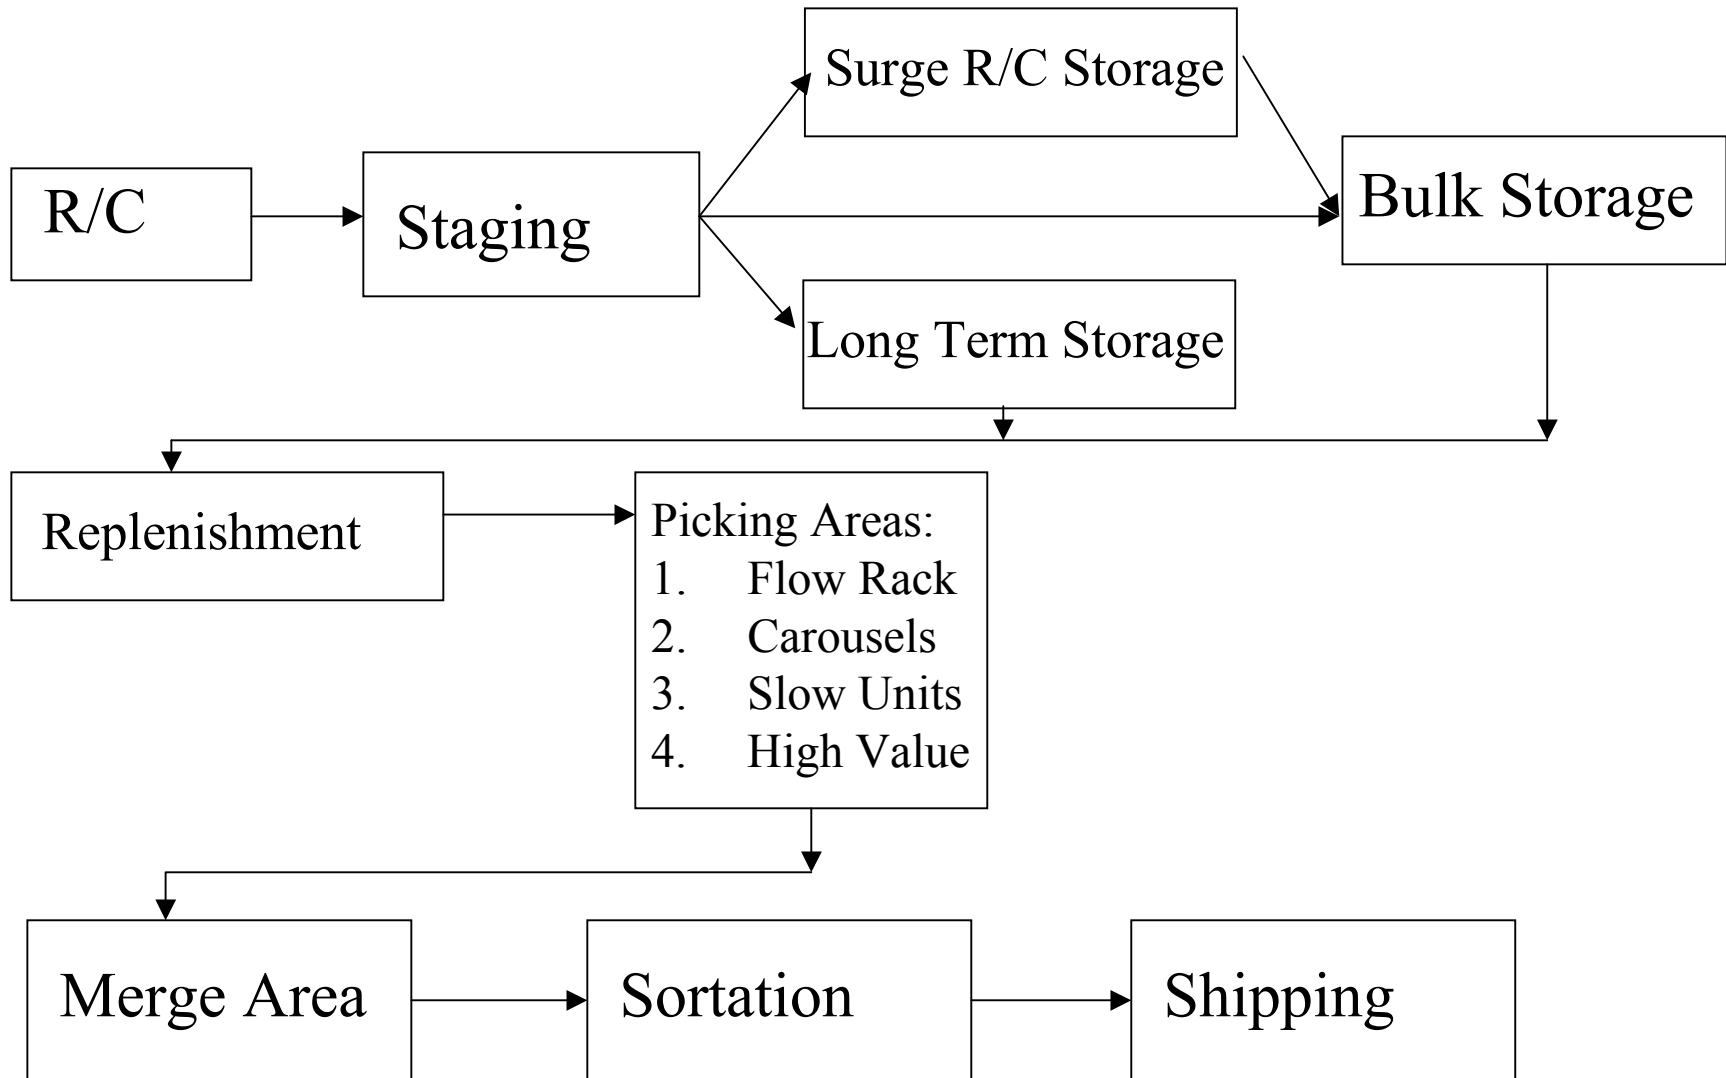 Surge R/C Storage
R/C
Staging
Bulk Storage
Long Term Storage
Replenishment
Picking Areas:
1. Flow Rack
2. Carousels
3. Slow Units
4. High Value
Merge Area
Sortation
Shipping